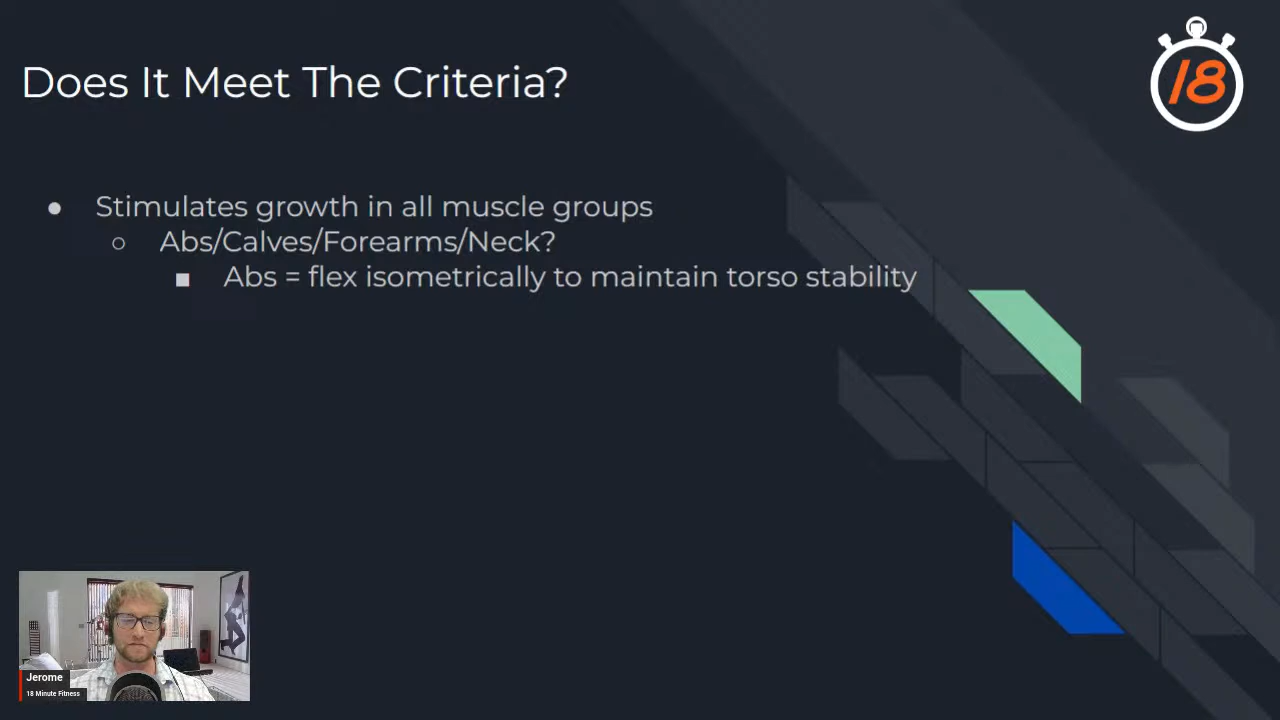 Does It Meet The Criteria?
18
● Stimulates growth in all muscle groups
○ Abs/Calves/Forearms/Neck?
■ Abs = flex isometrically to maintain torso stability
Jerome
18 Minute Fitness